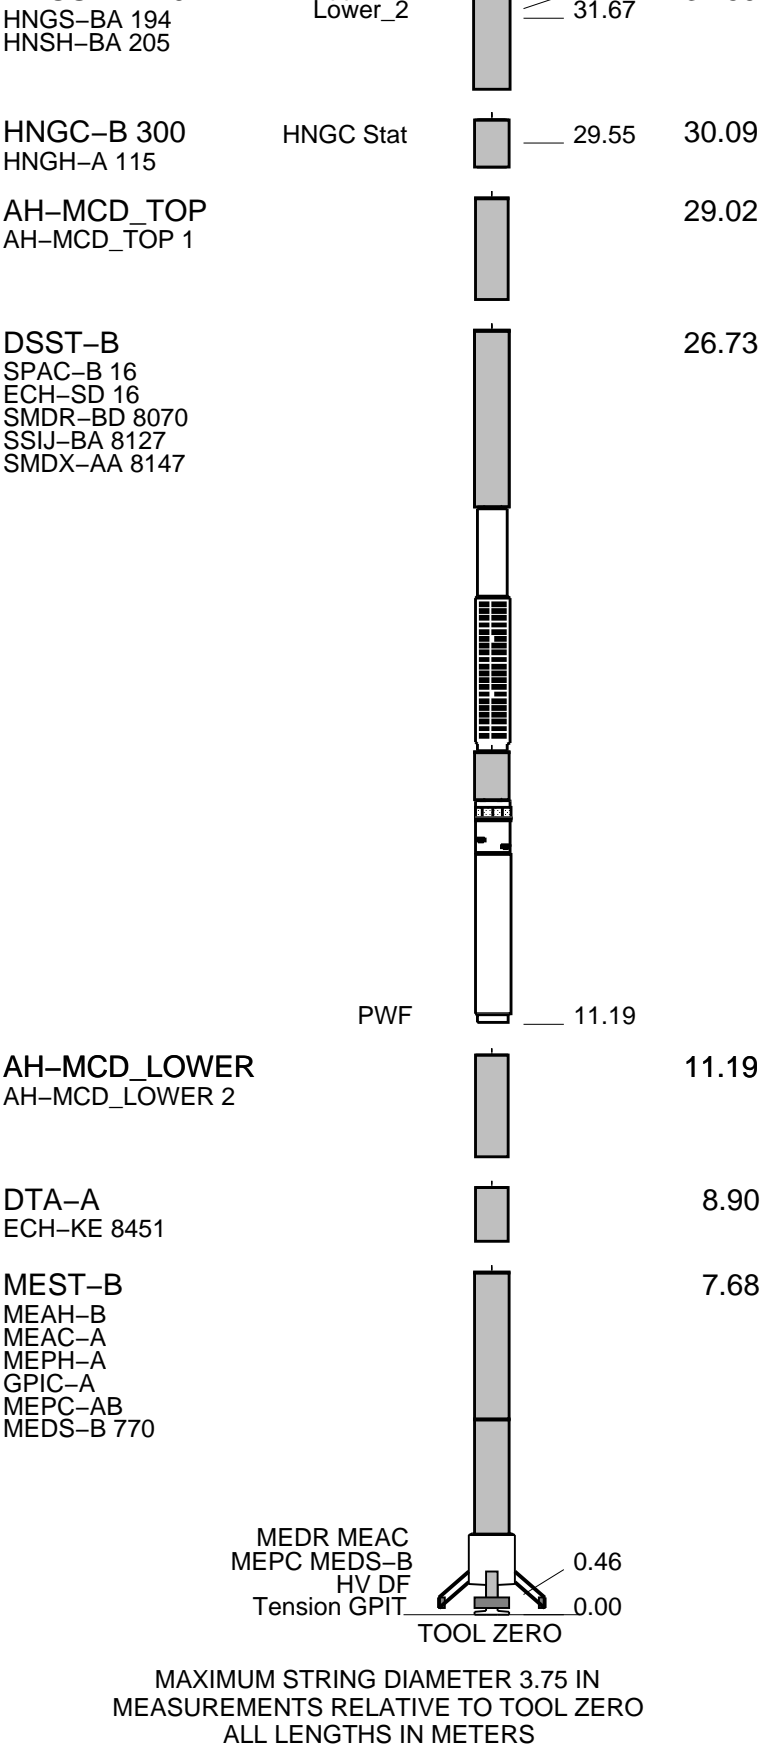 Lower_2 31.67
HNGS−BA 194
HNSH−BA 205
HNGC−B 300 HNGC Stat 29.55 30.09
HNGH−A 115
AH−MCD_TOP 29.02
AH−MCD_TOP 1
DSST−B 26.73
SPAC−B 16
ECH−SD 16
SMDR−BD 8070
SSIJ−BA 8127
SMDX−AA 8147
PWF 11.19
AH−MCD_LOWER 11.19
AH−MCD_LOWER 2
DTA−A 8.90
ECH−KE 8451
MEST−B 7.68
MEAH−B
MEAC−A
MEPH−A
GPIC−A
MEPC−AB
MEDS−B 770
MEDR MEAC
MEPC MEDS−B 0.46
HV DF
Tension GPIT 0.00
TOOL ZERO
MAXIMUM STRING DIAMETER 3.75 IN
MEASUREMENTS RELATIVE TO TOOL ZERO
ALL LENGTHS IN METERS